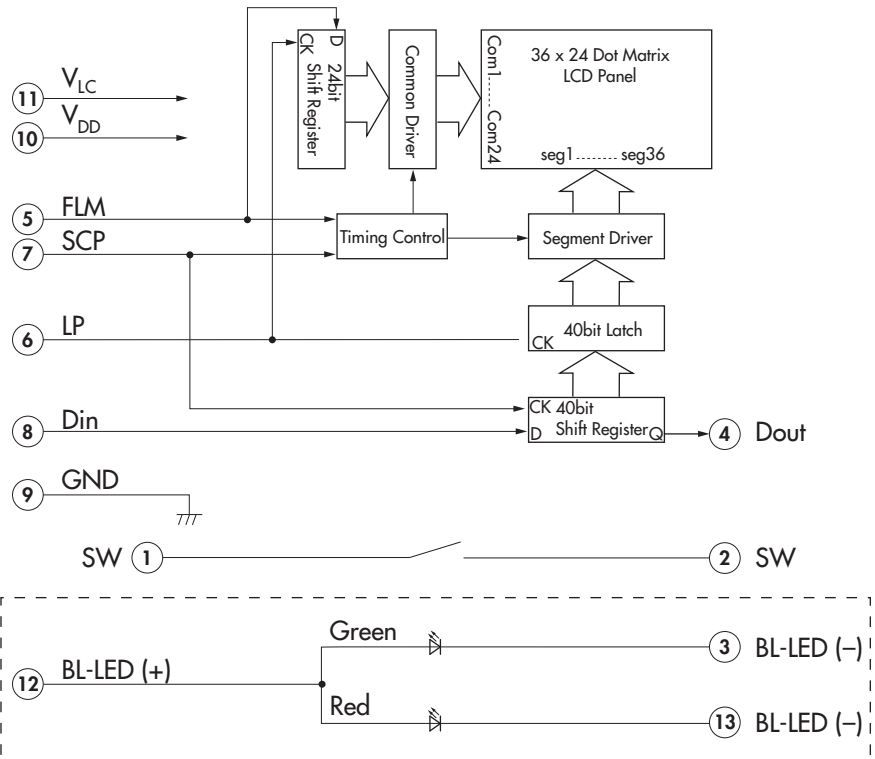 D
CK
24bit
Shift Register
Common Driver
Com1........Com24
36 x 24 Dot Matrix
LCD Panel
seg1........ seg36
11 VLC
10 VDD
5 FLM
7 SCP
Timing Control
Segment Driver
6 LP
40bit Latch
CK
8 Din
CK 40bit
D Shift Register Q
4 Dout
9 GND
SW 1
2 SW
12 BL-LED (+)
Green
3 BL-LED (–)
Red
13 BL-LED (–)